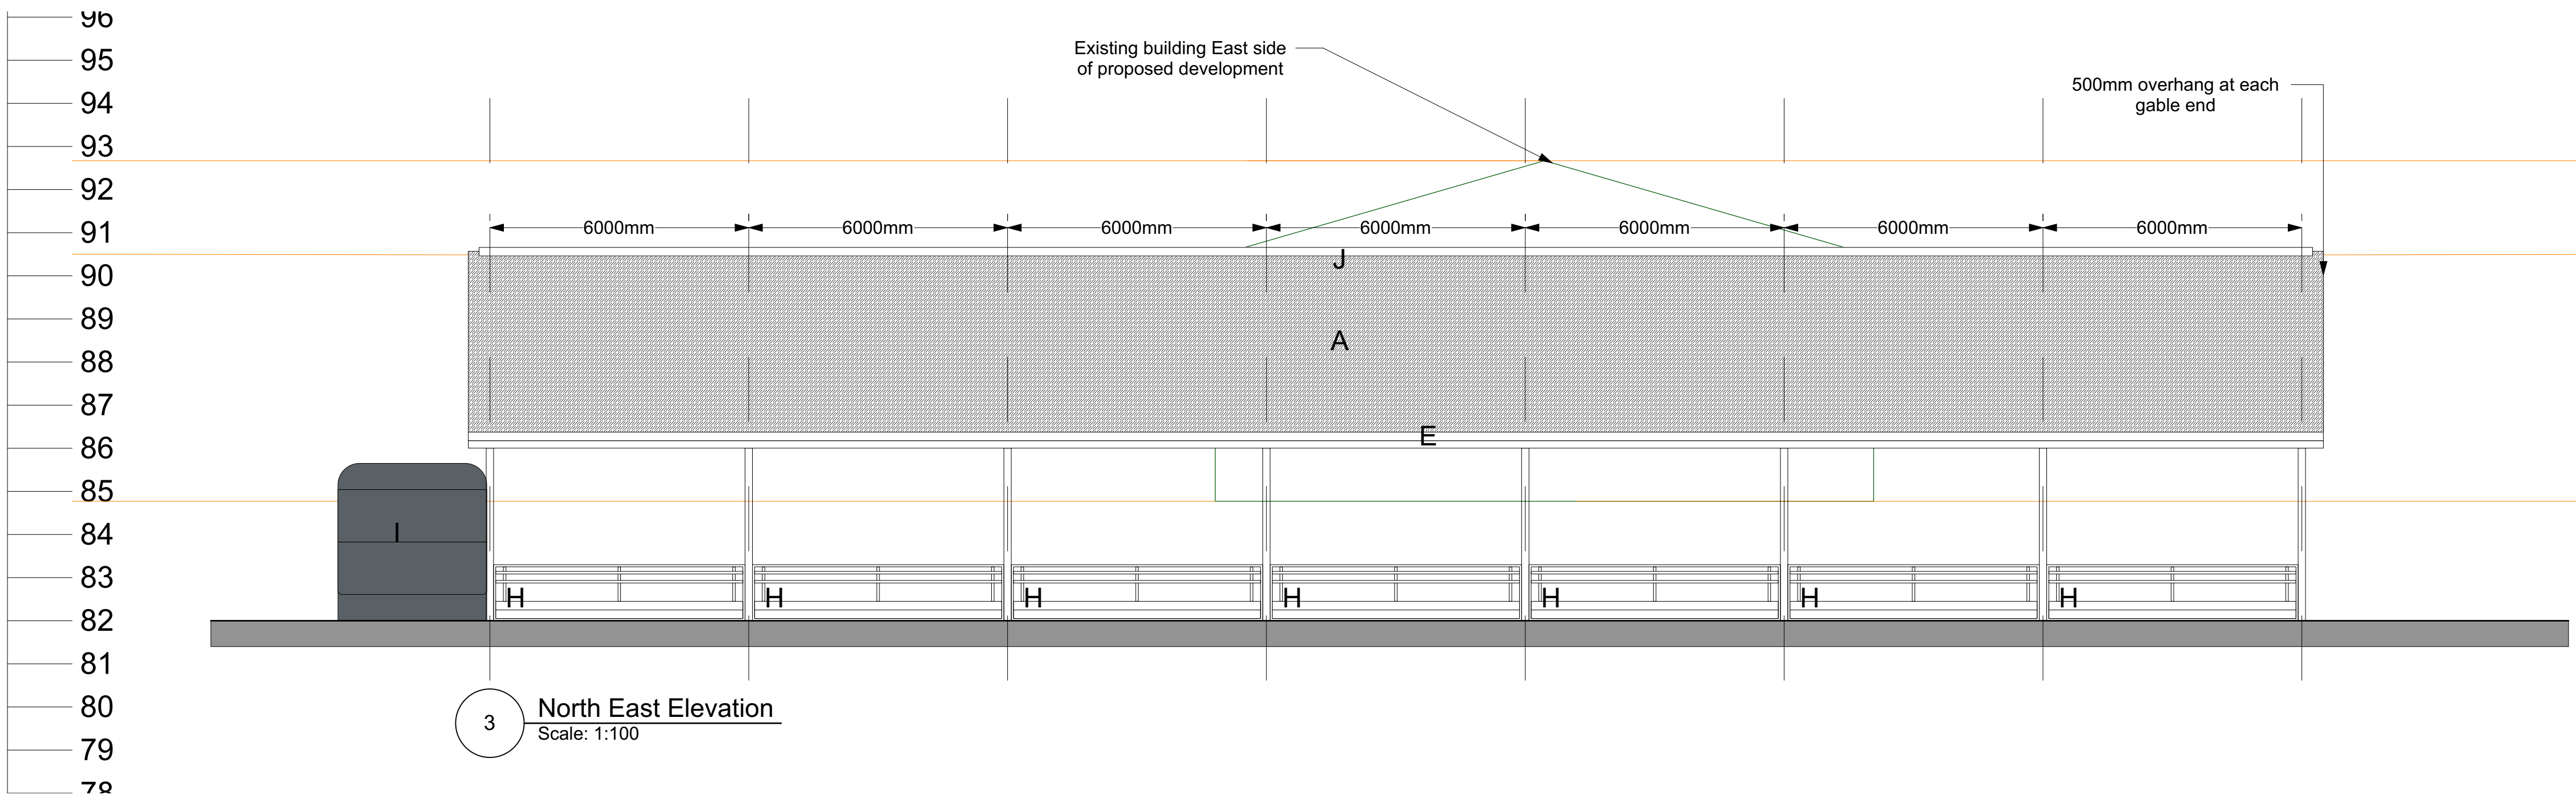 96
95
94
93
92
91
90
89
88
87
86
85
84
83
82
81
80
79
78
Existing building East side
of proposed development
500mm overhang at each
gable end
6000mm 6000mm 6000mm 6000mm 6000mm 6000mm 6000mm
J
A
E
I
H H H H H H H
3
North East Elevation
Scale: 1:100